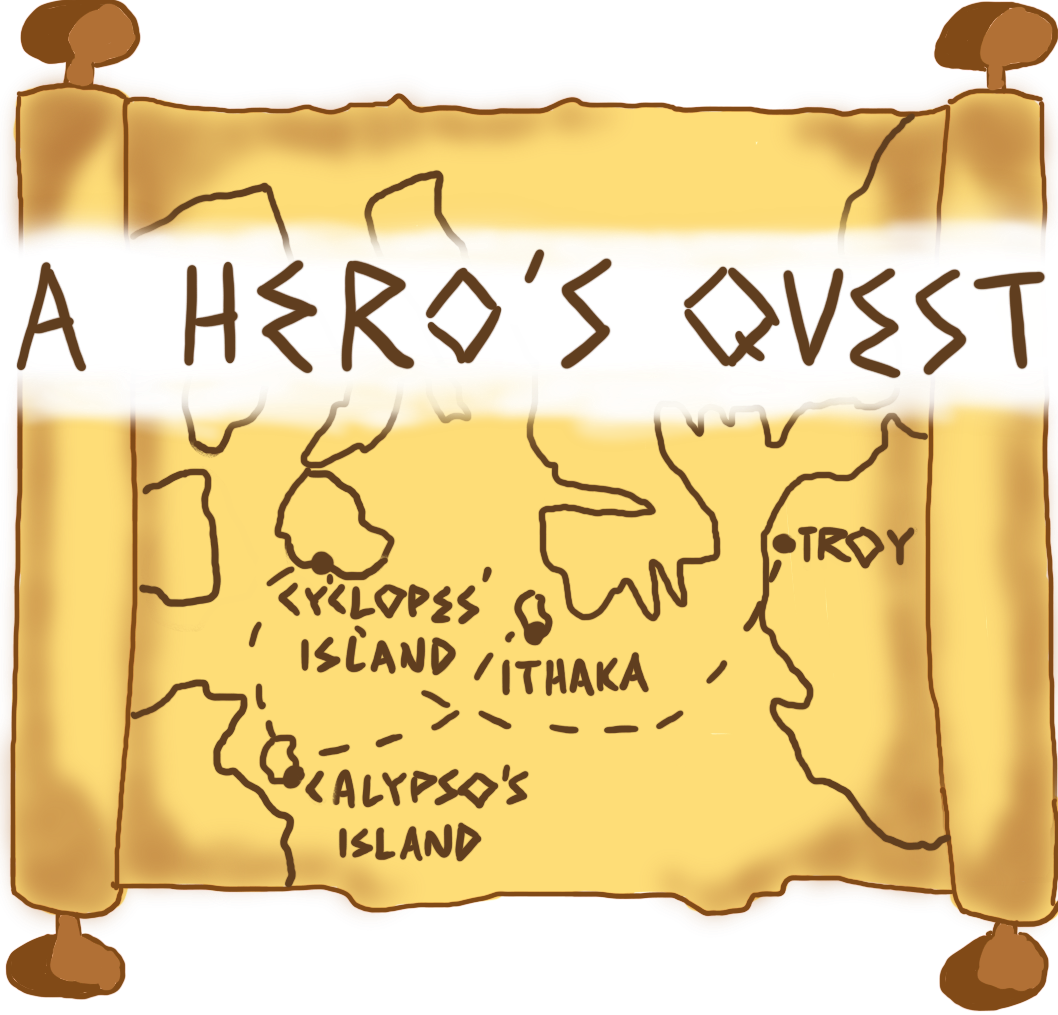 A HERO'S QVEST
TROY
CYCLOPES'
ISLAND
ITHAKA
CALYPSO'S
ISLAND